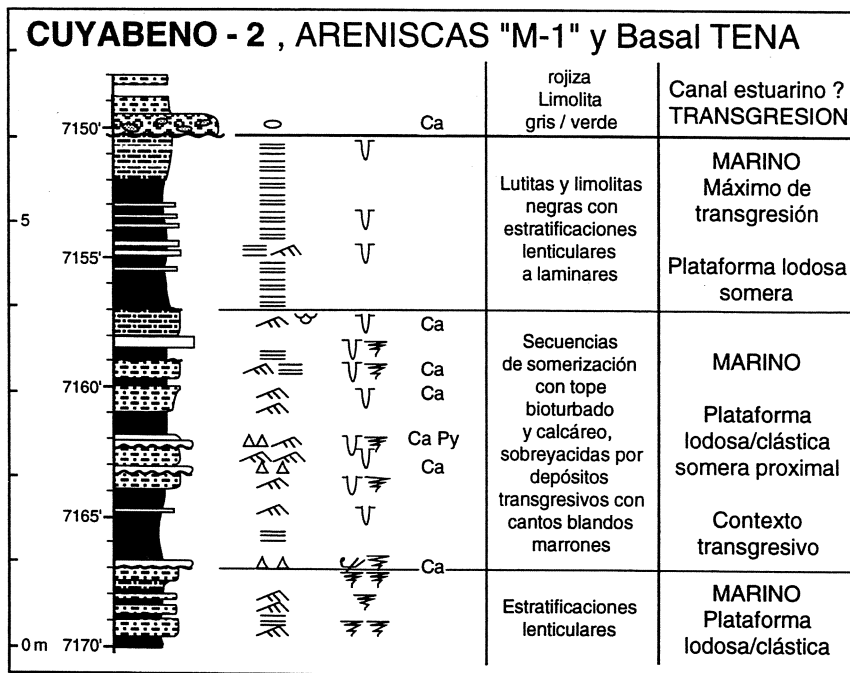 CUYABENO - 2 , ARENISCAS "M-1" y Basal TENA
rojiza
Limolita
gris / verde
Canal estuarino ?
TRANSGRESION
7150'
Ca
MARINO
Máximo de
transgresión
Plataforma lodosa
somera
Lutitas y limolitas
negras con
estratificaciones
lenticulares
a laminares
5
7155'
Ca
Secuencias
de somerización
con tope
bioturbado
y calcáreo,
sobreyacidas por
depósitos
transgresivos con
cantos blandos
marrones
MARINO
Plataforma
lodosa/clástica
somera proximal
Contexto
transgresivo
7160'
Ca
Ca
Ca Py
Ca
7165'
Ca
Estratificaciones
lenticulares
MARINO
Plataforma
lodosa/clástica
0 m
7170'